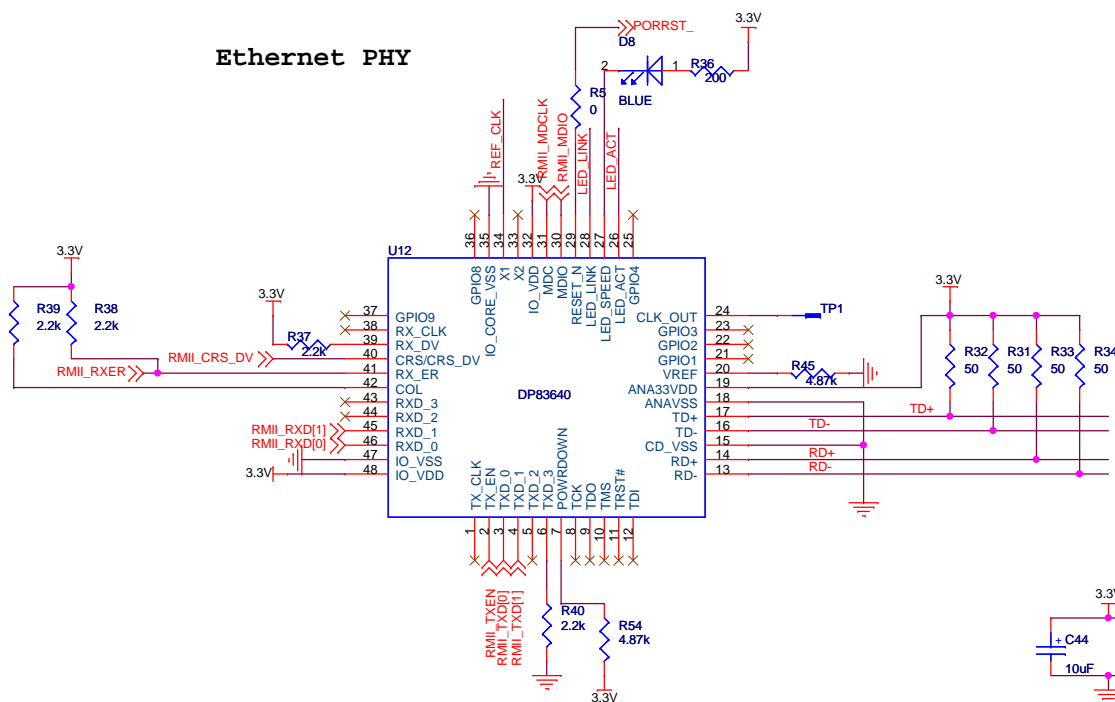 Ethernet PHY
PORRST_
D8
3.3V
2
1
R36
200
BLUE
R5
0
REF_CLK
RMII_MDCLK
RMII_MDIO
LED_LINK
LED_ACT
3.3V
36
35
34
33
32
31
30
29
28
27
26
25
U12
GPIO8
IO_CORE_VSS
X1
X2
IO_VDD
MDC
MDIO
RESET_N
LED_LINK
LED_SPEED
LED_ACT
GPIO4
3.3V
R39
2.2k
R38
2.2k
3.3V
R37
2.2k
RMII_CRS_DV
RMII_RXER
RMII_RXD[1]
RMII_RXD[0]
3.3V
37 GPIO9
38 RX_CLK
39 RX_DV
40 CRS/CRS_DV
41 RX_ER
42 COL
43 RXD_3
44 RXD_2
45 RXD_1
46 RXD_0
47 IO_VSS
48 IO_VDD
DP83640
CLK_OUT 24
GPIO3 23
GPIO2 22
GPIO1 21
VREF 20
ANA33VDD 19
ANAVSS 18
TD+ 17
TD- 16
CD_VSS 15
RD+ 14
RD- 13
TP1
R45
4.87k
3.3V
R32
50
R31
50
R33
50
R34
50
TD+
TD-
RD+
RD-
TX_CLK
TX_EN
TXD_0
TXD_1
TXD_2
TXD_3
POWRDOWN
TCK
TDO
TMS
TRST#
TDI
1
2
3
4
5
6
7
8
9
10
11
12
RMII_TXEN
RMII_TXD[0]
RMII_TXD[1]
R40
2.2k
R54
4.87k
3.3V
3.3V
+
C44
10uF